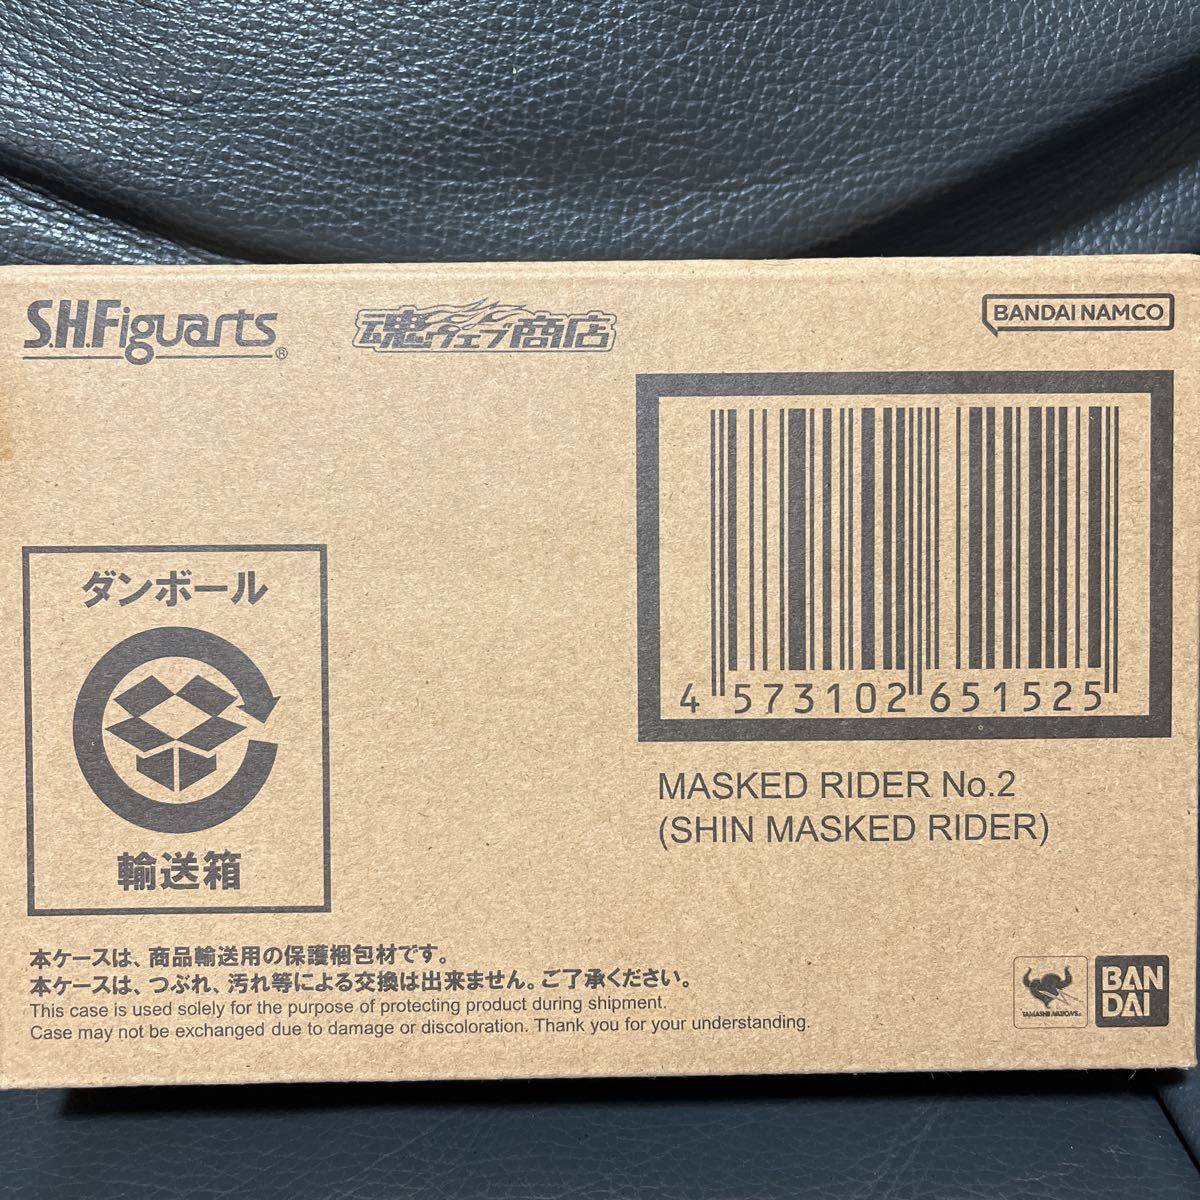 S.H.Figuarts®
魂ウェブ商店
BANDAI NAMCO
4 573102 651525
MASKED RIDER No.2
(SHIN MASKED RIDER)
ダンボール
輸送箱
本ケースは、商品輸送用の保護梱包材です。
本ケースは、つぶれ、汚れ等による交換は出来ません。ご了承ください。
This case is used solely for the purpose of protecting product during shipment.
Case may not be exchanged due to damage or discoloration. Thank you for your understanding.
TAMASHII NATIONS
BAN
DAI